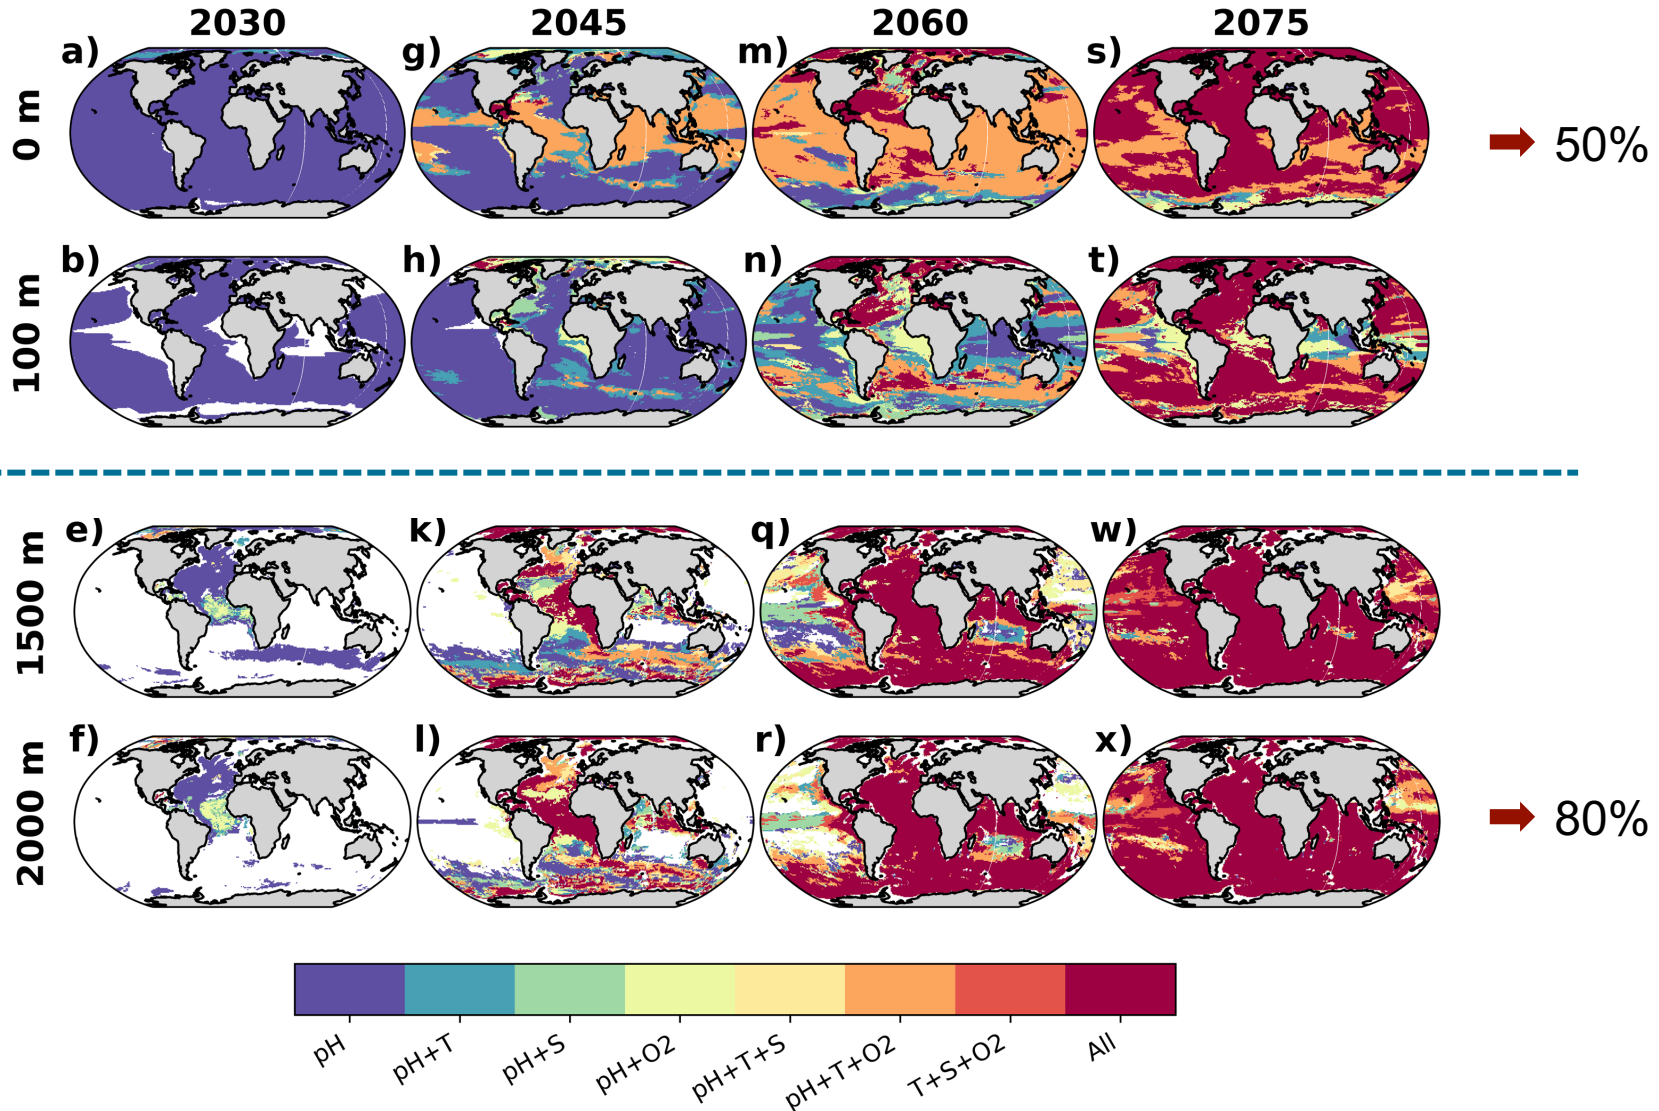 2030 2045 2060 2075
a) g) m) s)
0 m
50%
b) h) n) t)
100 m
e) k) q) w)
1500 m
f) l) r) x)
2000 m
80%
pH pH+T pH+S pH+O2 pH+T+S pH+T+O2 T+S+O2 All